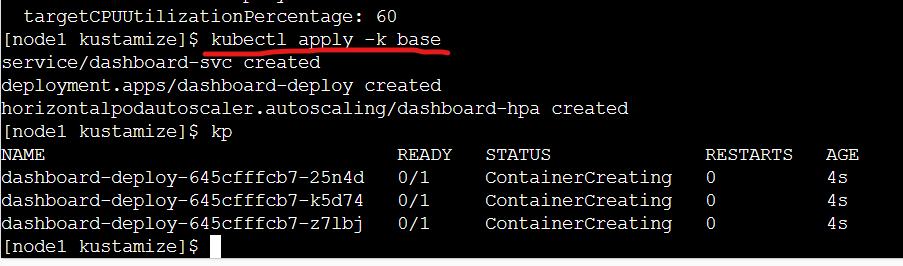 targetCPUUtilizationPercentage: 60
[node1 kustamize]$ kubectl apply -k base
service/dashboard-svc created
deployment.apps/dashboard-deploy created
horizontalpodautoscaler.autoscaling/dashboard-hpa created
[node1 kustamize]$ kp
NAME READY STATUS RESTARTS AGE
dashboard-deploy-645cfffcb7-25n4d 0/1 ContainerCreating 0 4s
dashboard-deploy-645cfffcb7-k5d74 0/1 ContainerCreating 0 4s
dashboard-deploy-645cfffcb7-z7lbj 0/1 ContainerCreating 0 4s
[node1 kustamize]$